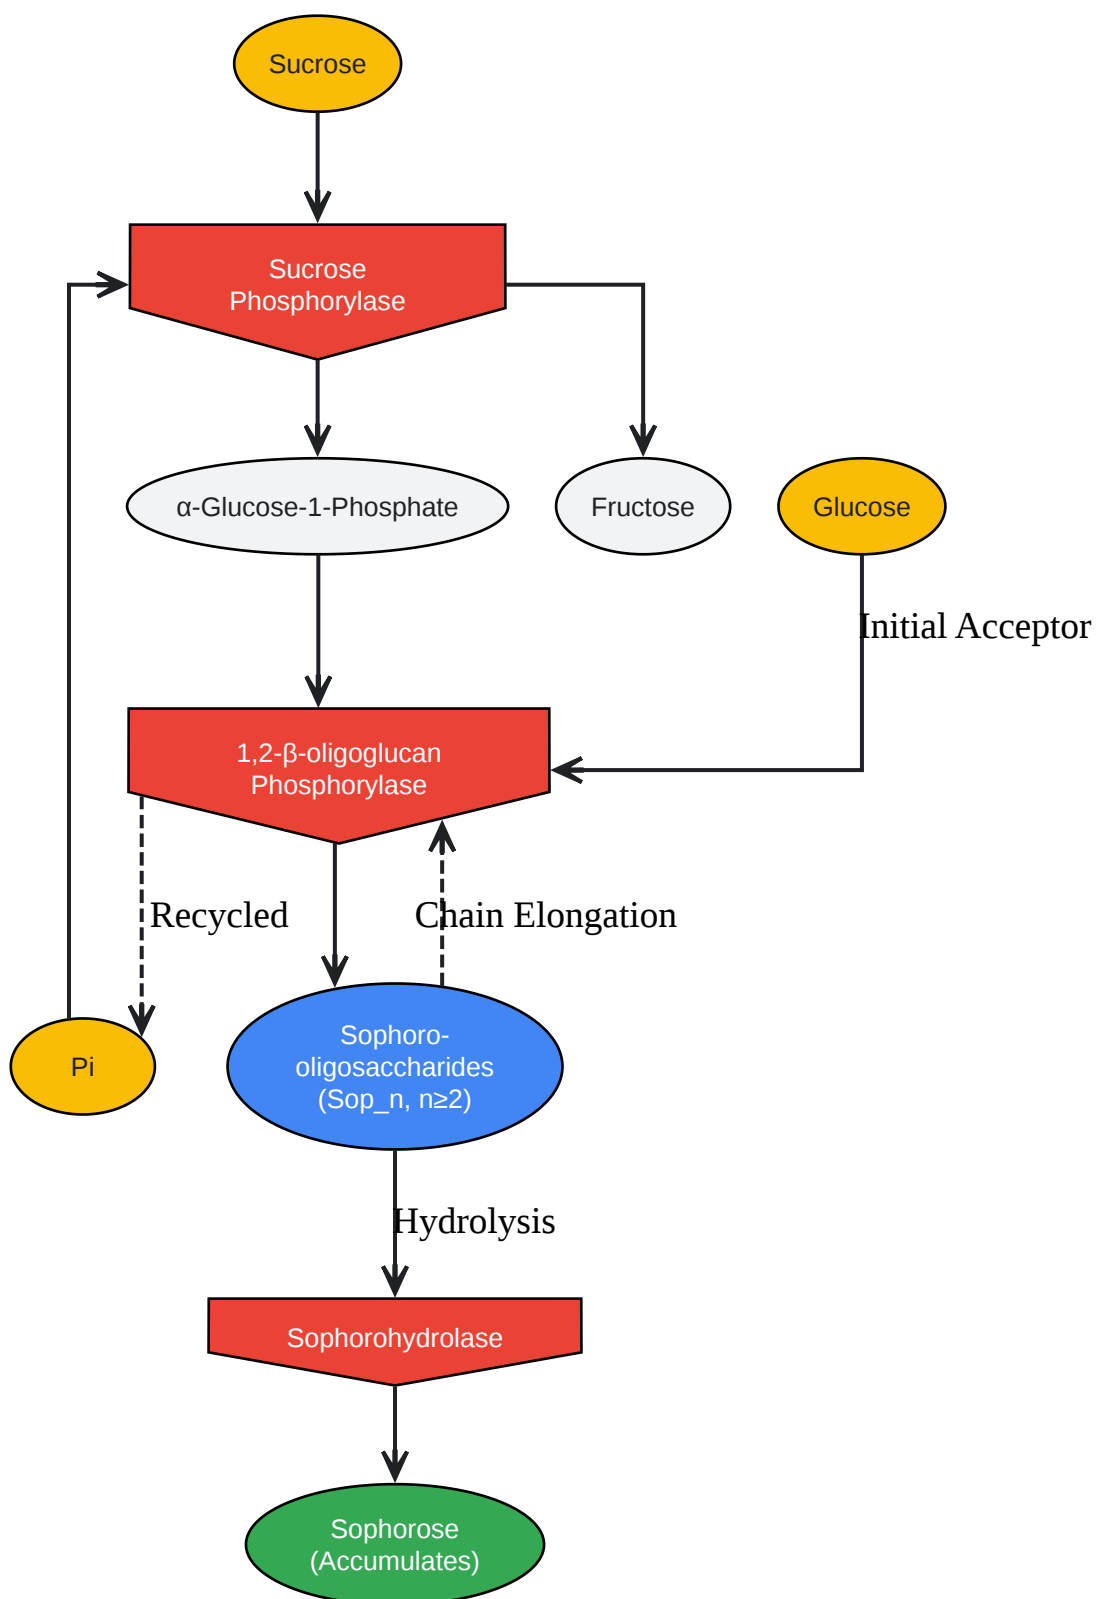 Sucrose
Sucrose
Phosphorylase
α-Glucose-1-Phosphate
Fructose
Glucose
Initial Acceptor
1,2-β-oligoglucan
Phosphorylase
Recycled
Chain Elongation
Pi
Sophoro-
oligosaccharides
(Sop_n, n≥2)
Hydrolysis
Sophorohydrolase
Sophorose
(Accumulates)